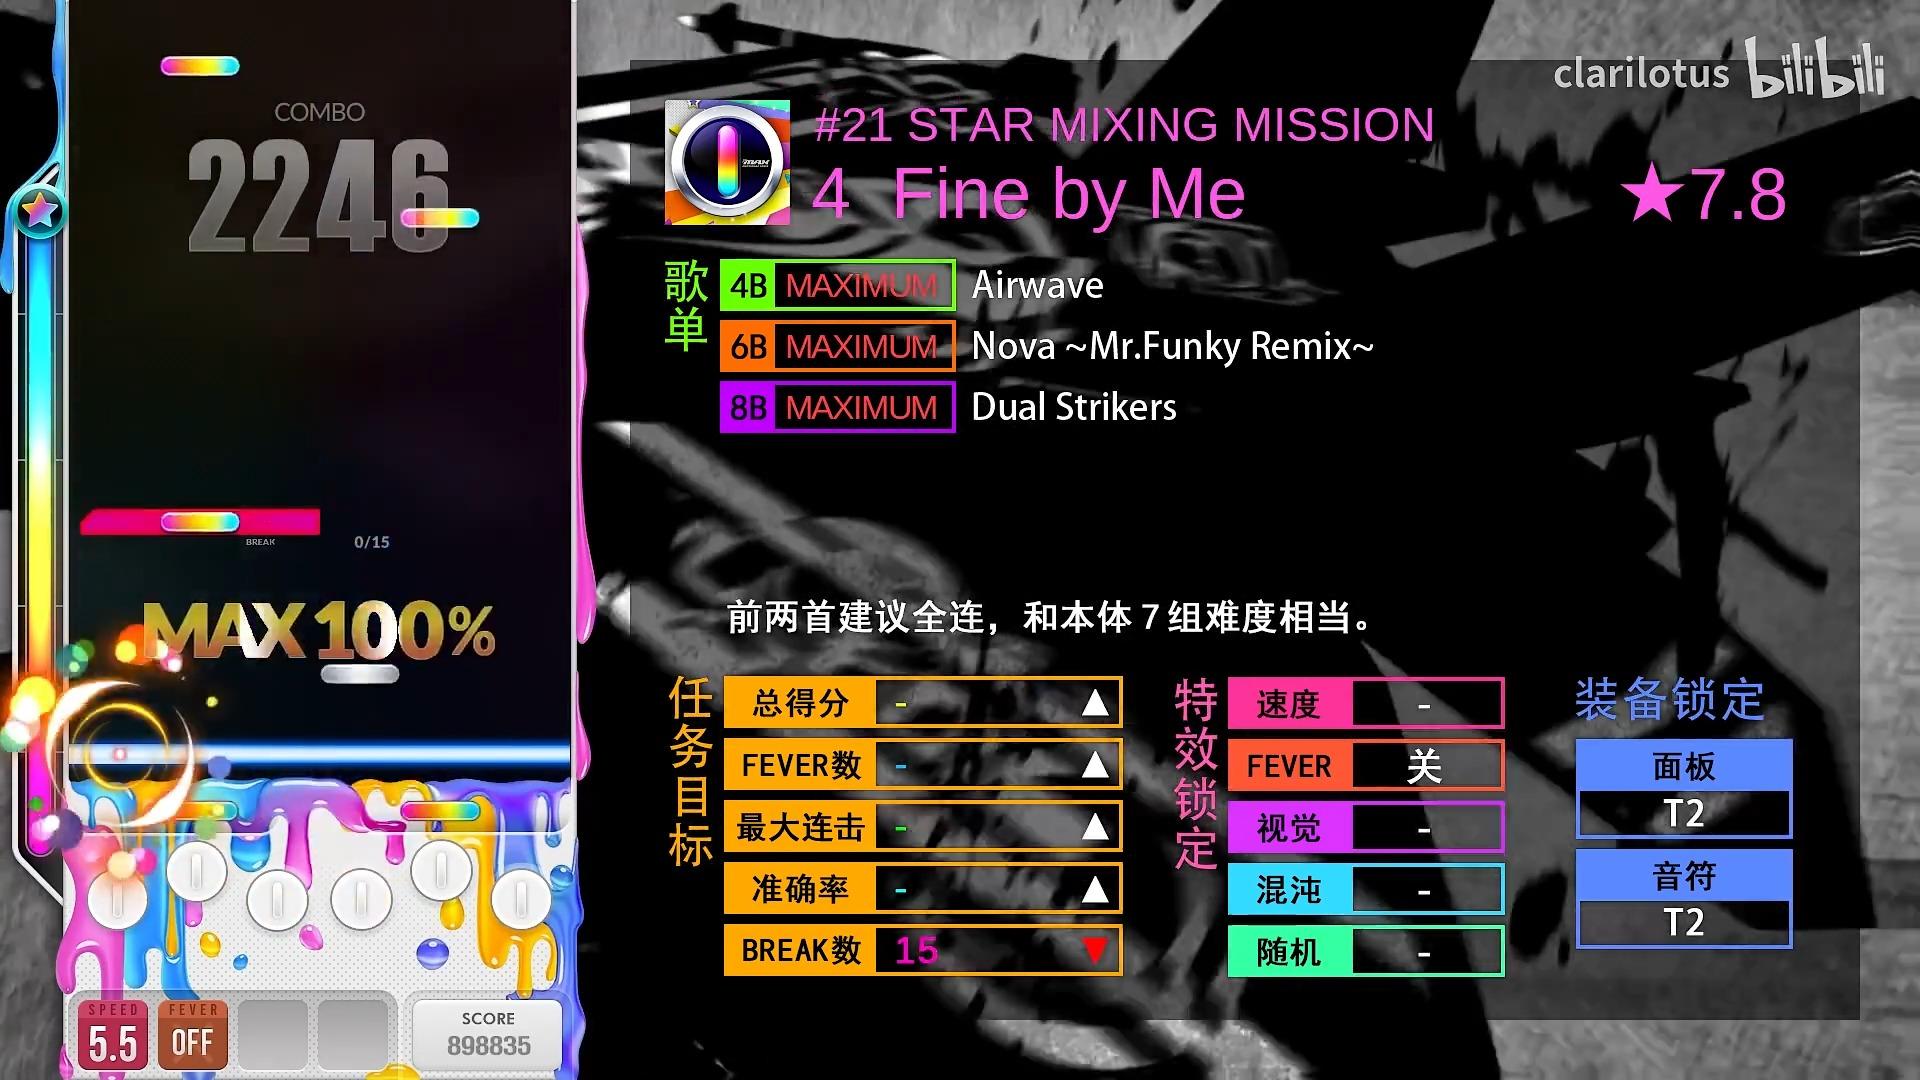 clarilotus bilibili
COMBO
2246
BREAK
0/15
MAX 100%
SPEED
5.5
FEVER
OFF
SCORE
898835
#21 STAR MIXING MISSION
4 Fine by Me
★7.8
歌单
4B MAXIMUM Airwave
6B MAXIMUM Nova ~Mr.Funky Remix~
8B MAXIMUM Dual Strikers
前两首建议全连，和本体7组难度相当。
任务目标
总得分 - ▲
FEVER数 - ▲
最大连击 - ▲
准确率 - ▲
BREAK数 15 ▼
特效锁定
速度 -
FEVER 关
视觉 -
混沌 -
随机 -
装备锁定
面板
T2
音符
T2